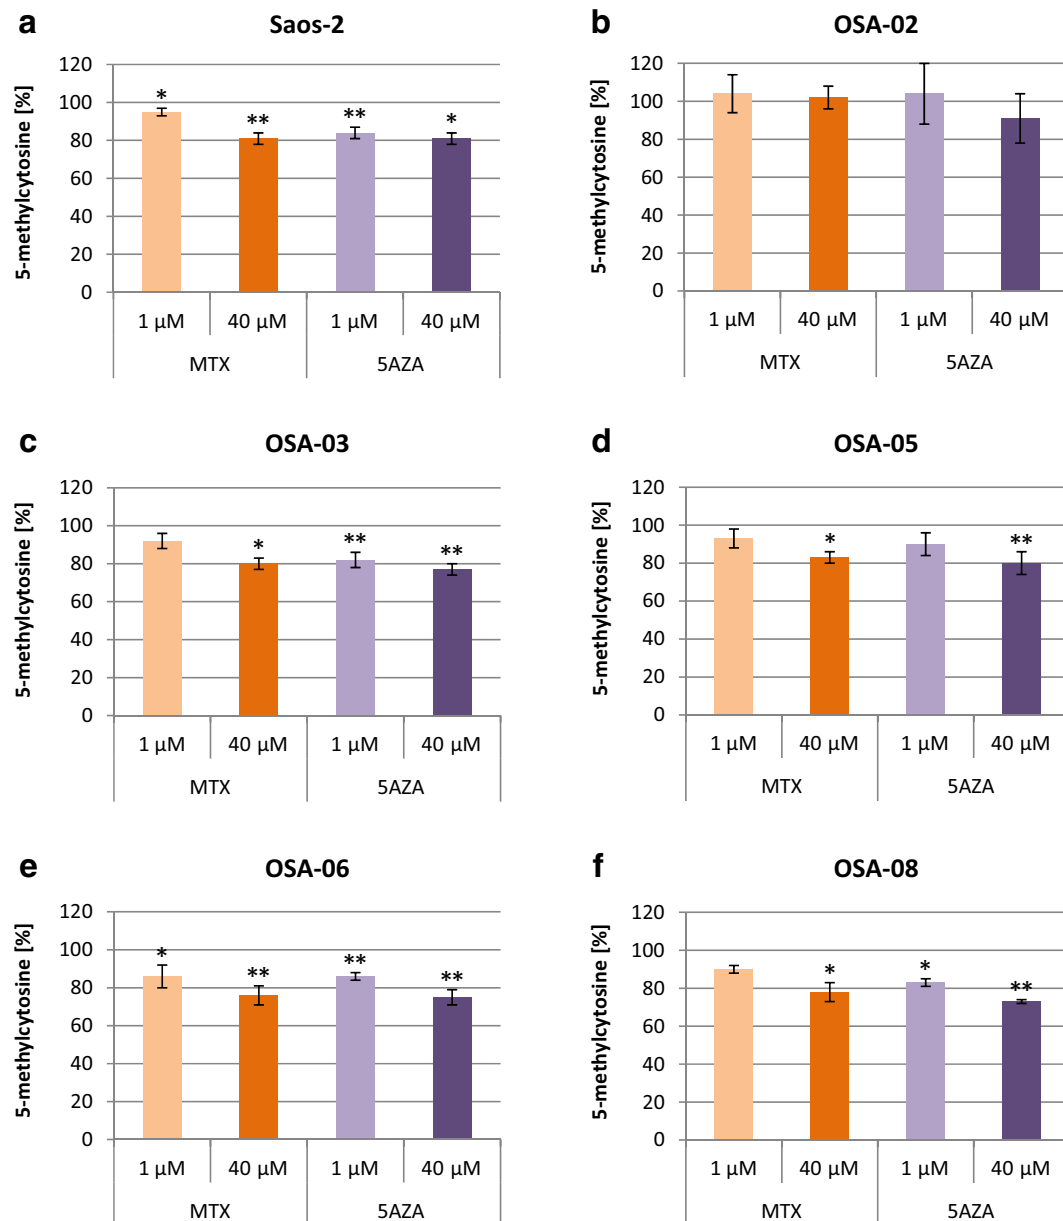 a Saos-2
5-methylcytosine [%]
120
100
80
60
40
20
0
* ** ** *
1 µM 40 µM 1 µM 40 µM
MTX 5AZA
b OSA-02
5-methylcytosine [%]
120
100
80
60
40
20
0
1 µM 40 µM 1 µM 40 µM
MTX 5AZA
c OSA-03
5-methylcytosine [%]
120
100
80
60
40
20
0
* ** **
1 µM 40 µM 1 µM 40 µM
MTX 5AZA
d OSA-05
5-methylcytosine [%]
120
100
80
60
40
20
0
* **
1 µM 40 µM 1 µM 40 µM
MTX 5AZA
e OSA-06
5-methylcytosine [%]
120
100
80
60
40
20
0
* ** ** **
1 µM 40 µM 1 µM 40 µM
MTX 5AZA
f OSA-08
5-methylcytosine [%]
120
100
80
60
40
20
0
* * **
1 µM 40 µM 1 µM 40 µM
MTX 5AZA